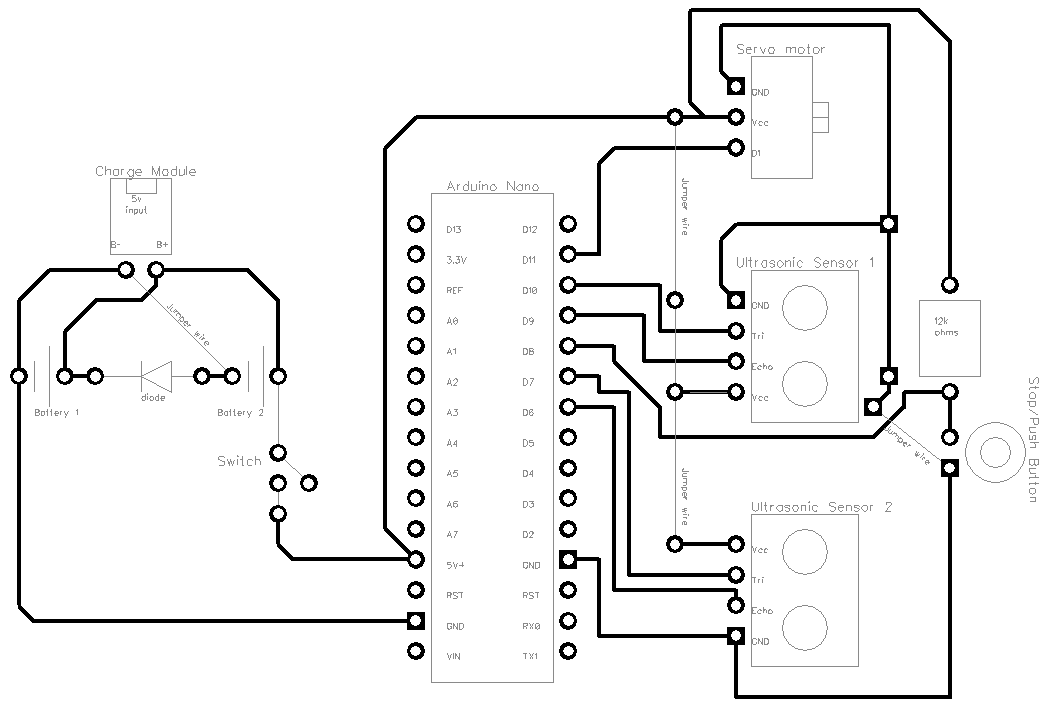 Servo motor
GND
Vcc
D1
Charge Module
5v
input
B-
B+
Jumper wire
Battery 1
diode
Battery 2
Switch
Arduino Nano
D13
D12
3.3V
D11
REF
D10
A0
D9
A1
D8
A2
D7
A3
D6
A4
D5
A5
D4
A6
D3
A7
D2
5V+
GND
RST
RST
GND
RX0
VIN
TX1
Jumper wire
Jumper wire
Ultrasonic Sensor 1
GND
Tri
Echo
Vcc
12k
ohms
Jumper wire
Stop/Push Button
Ultrasonic Sensor 2
Vcc
Tri
Echo
GND